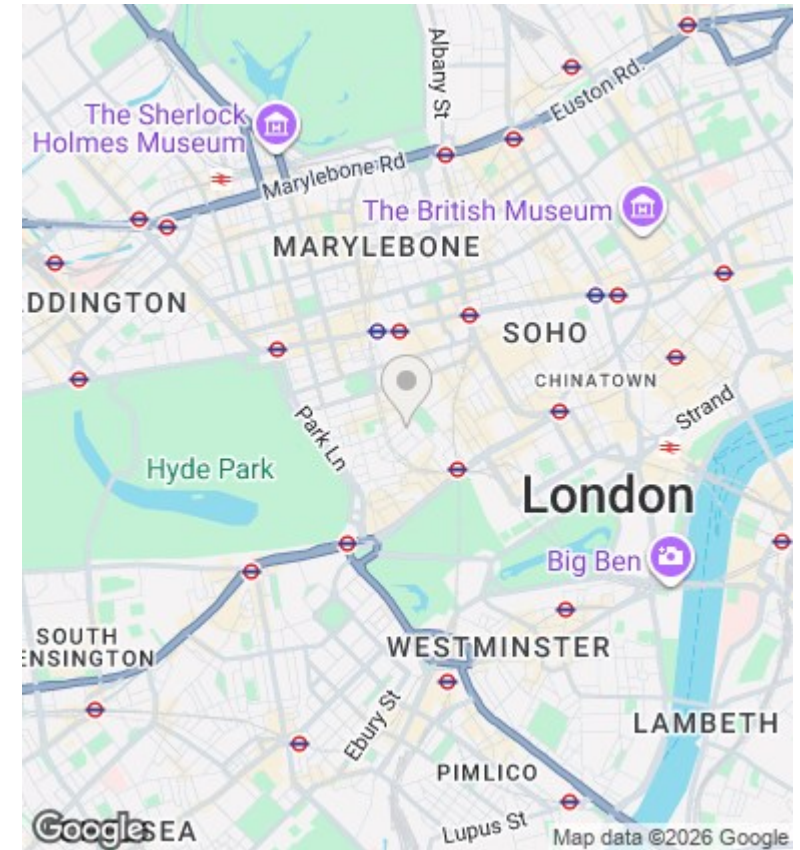 Albany St
Euston Rd.
The Sherlock
Holmes Museum
Marylebone Rd
The British Museum
MARYLEBONE
DDINGTON
SOHO
CHINATOWN
Strand
Park Ln
Hyde Park
London
Big Ben
SOUTH
ENSINGTON
WESTMINSTER
Ebury St
LAMBETH
PIMLICO
Google
SEA
Lupus St
Map data ©2026 Google